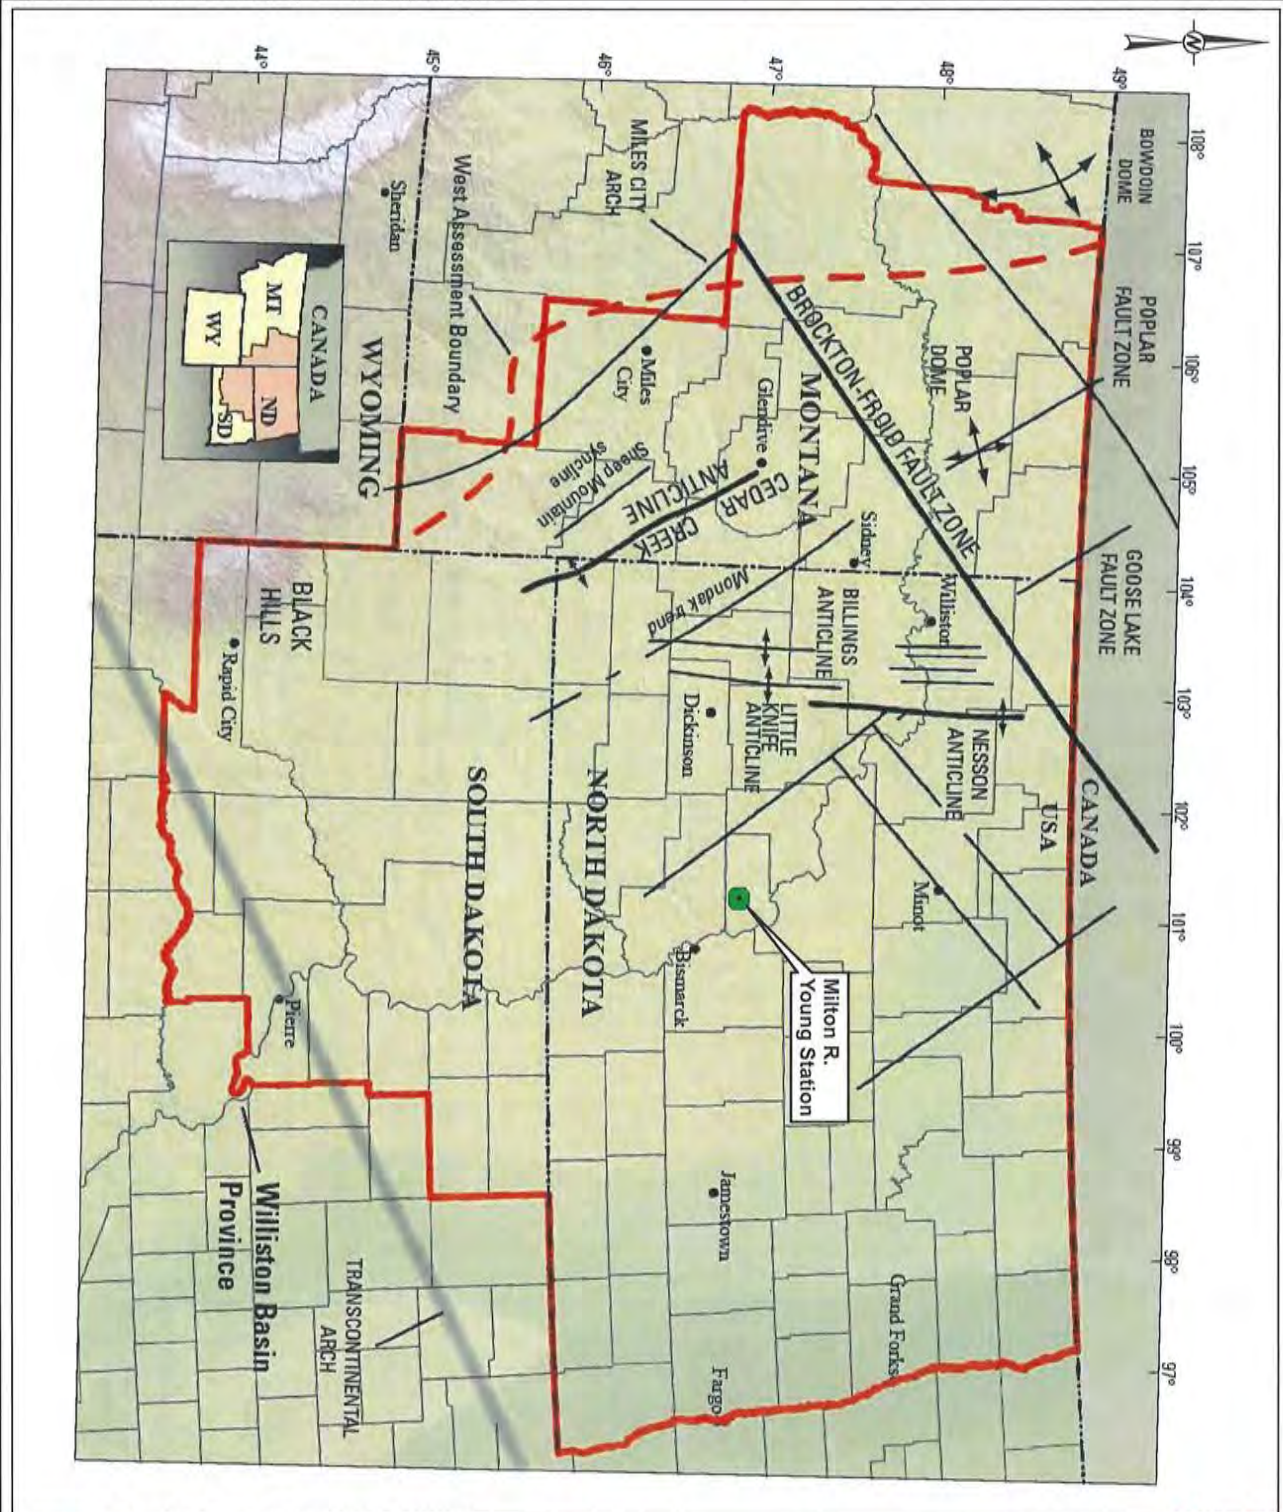 N
108°
107°
106°
105°
104°
103°
102°
101°
100°
99°
98°
97°
49°
48°
47°
46°
45°
44°
BOWDOIN
DOME
POPLAR
FAULT ZONE
GOOSE LAKE
FAULT ZONE
CANADA
USA
POPLAR
DOME
BROCKTON-FROID FAULT ZONE
Williston
NESSON
ANTICLINE
Minot
Grand Forks
MONTANA
Sidney
BILLINGS
ANTICLINE
Glendive
CEDAR
CREEK
ANTICLINE
LITTLE
KNIFE
ANTICLINE
Milton R.
Young Station
Mondak trend
Dickinson
Bismarck
Jamestown
Fargo
MILES CITY
ARCH
Miles
City
Sheep Mountain
syncline
NORTH DAKOTA
SOUTH DAKOTA
West Assessment Boundary
Sheridan
WYOMING
BLACK
HILLS
Rapid City
Pierre
TRANSCONTINENTAL
ARCH
Williston Basin
Province
CANADA
MT
ND
WY
SD